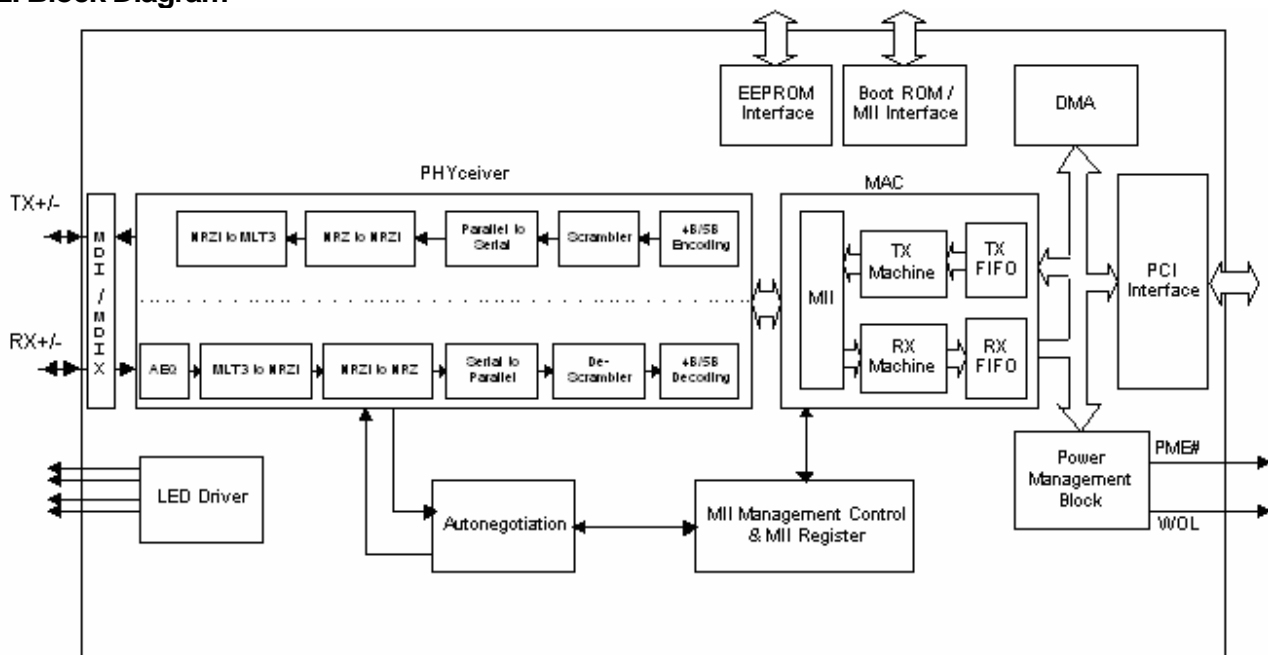 2. Block Diagram
EEPROM
Interface
Boot ROM /
MII Interface
DMA
PHYceiver
MAC
TX+/-
RX+/-
MDI / MDIX
NRZI to MLT3
NRZ to NRZI
Parallel to
Serial
Scrambler
4B/5B
Encoding
AEQ
MLT3 to NRZI
NRZI to NRZ
Serial to
Parallel
De-
Scrambler
4B/5B
Decoding
MII
TX
Machine
TX
FIFO
RX
Machine
RX
FIFO
PCI
Interface
LED Driver
Autonegotiation
MII Management Control
& MII Register
Power
Management
Block
PME#
WOL